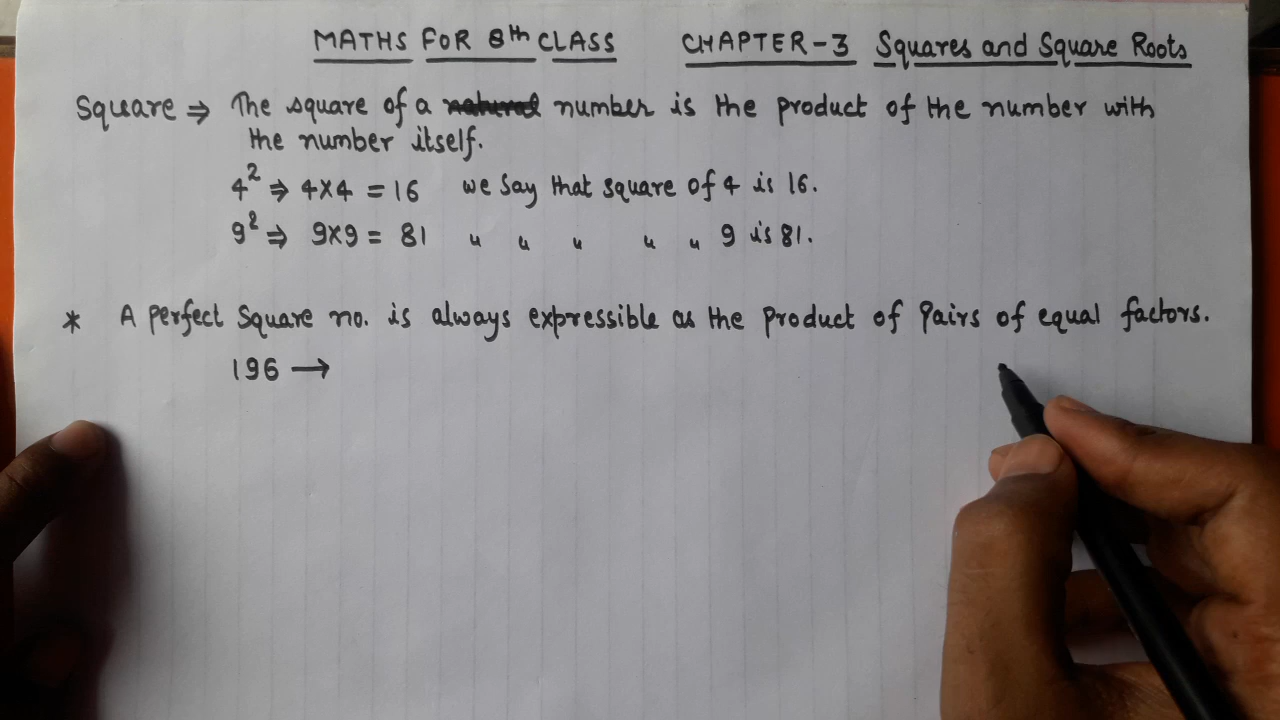 MATHS FOR 8th CLASS CHAPTER-3 Squares and Square Roots
Square ⇒ The square of a natural number is the product of the number with
the number itself.
4² ⇒ 4×4 = 16 we say that square of 4 is 16.
9² ⇒ 9×9 = 81 " " " " " 9 is 81.
* A perfect Square no. is always expressible as the product of Pairs of equal factors.
196 →